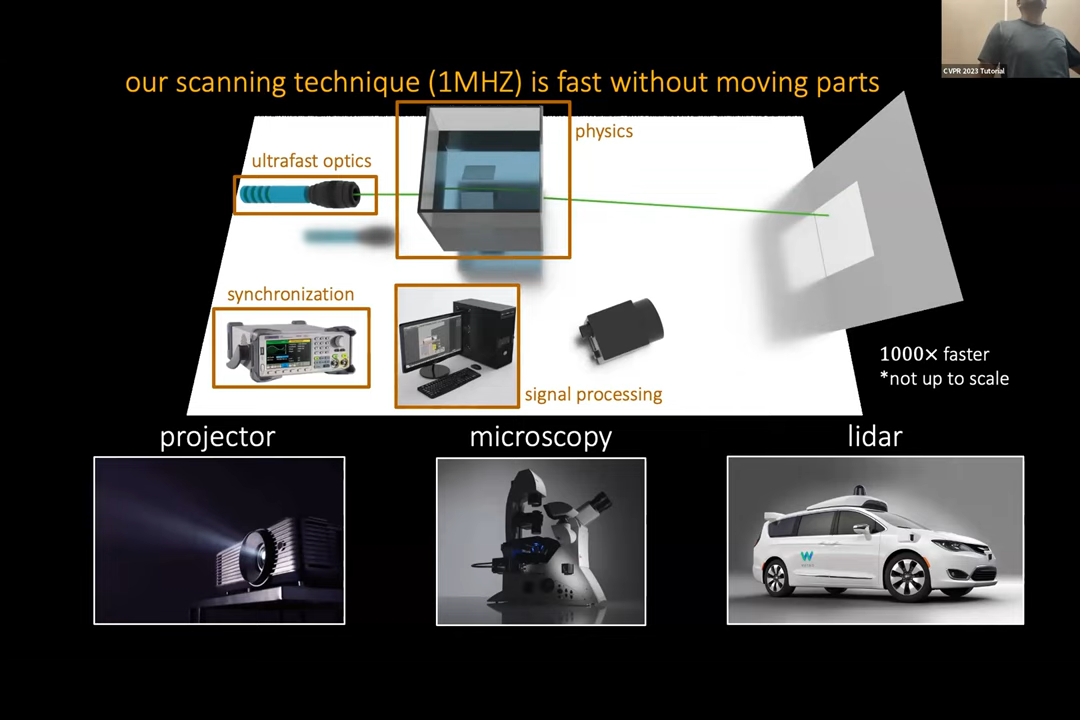 CVPR 2023 Tutorial
our scanning technique (1MHZ) is fast without moving parts
physics
ultrafast optics
synchronization
signal processing
1000× faster
*not up to scale
projector
microscopy
lidar